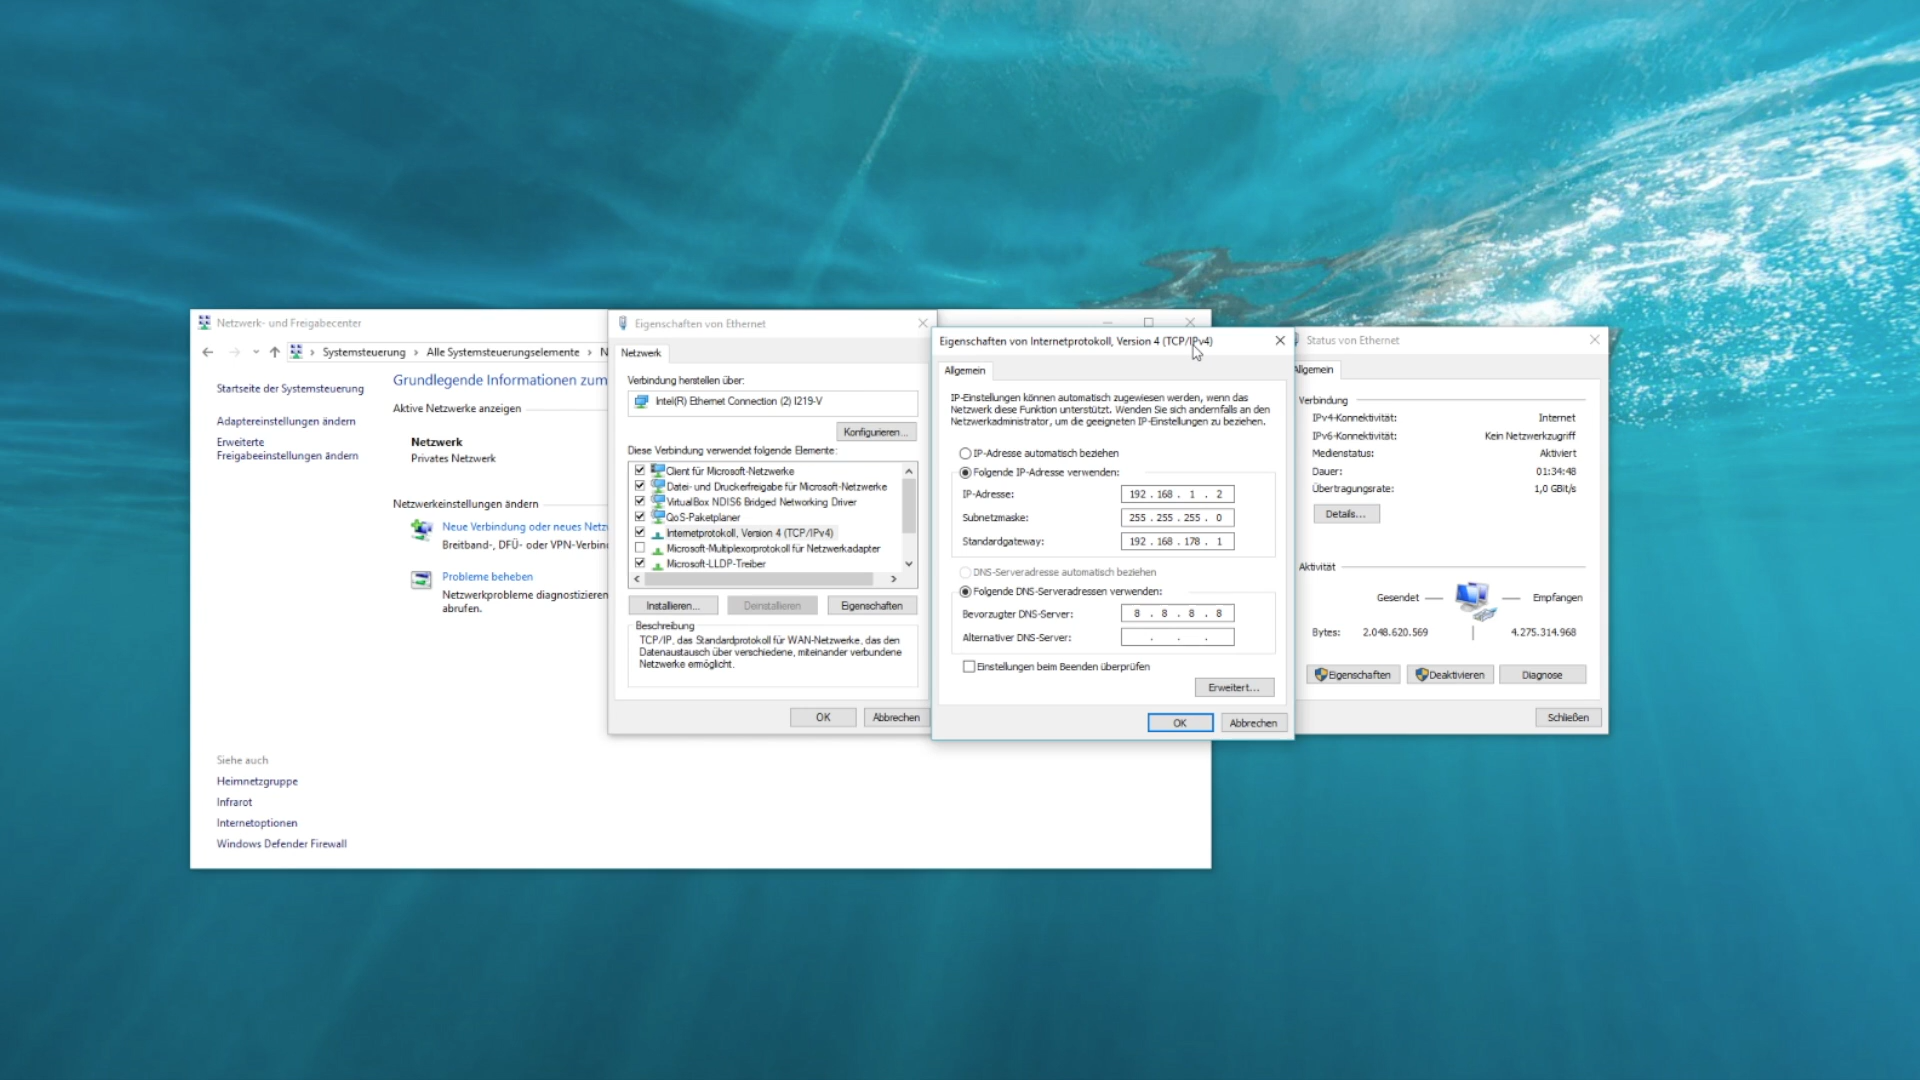 Netzwerk- und Freigabecenter
Systemsteuerung
Alle Systemsteuerungselemente
N
Startseite der Systemsteuerung
Adaptereinstellungen ändern
Erweiterte
Freigabeeinstellungen ändern
Grundlegende Informationen zum
Aktive Netzwerke anzeigen
Netzwerk
Privates Netzwerk
Netzwerkeinstellungen ändern
Neue Verbindung oder neues Netz
Breitband-, DFÜ- oder VPN-Verbin
Probleme beheben
Netzwerkprobleme diagnostizieren
abrufen.
Siehe auch
Heimnetzgruppe
Infrarot
Internetoptionen
Windows Defender Firewall
Eigenschaften von Ethernet
Netzwerk
Verbindung herstellen über:
Intel(R) Ethernet Connection (2) I219-V
Konfigurieren...
Diese Verbindung verwendet folgende Elemente:
Client für Microsoft-Netzwerke
Datei- und Druckerfreigabe für Microsoft-Netzwerke
VirtualBox NDIS6 Bridged Networking Driver
QoS-Paketplaner
Internetprotokoll, Version 4 (TCP/IPv4)
Microsoft-Multiplexorprotokoll für Netzwerkadapter
Microsoft-LLDP-Treiber
Installieren...
Deinstallieren
Eigenschaften
Beschreibung
TCP/IP, das Standardprotokoll für WAN-Netzwerke, das den
Datenaustausch über verschiedene, miteinander verbundene
Netzwerke ermöglicht.
OK
Abbrechen
Eigenschaften von Internetprotokoll, Version 4 (TCP/IPv4)
Allgemein
IP-Einstellungen können automatisch zugewiesen werden, wenn das
Netzwerk diese Funktion unterstützt. Wenden Sie sich andernfalls an den
Netzwerkadministrator, um die geeigneten IP-Einstellungen zu beziehen.
IP-Adresse automatisch beziehen
Folgende IP-Adresse verwenden:
IP-Adresse: 192 . 168 . 1 . 2
Subnetzmaske: 255 . 255 . 255 . 0
Standardgateway: 192 . 168 . 178 . 1
DNS-Serveradresse automatisch beziehen
Folgende DNS-Serveradressen verwenden:
Bevorzugter DNS-Server: 8 . 8 . 8 . 8
Alternativer DNS-Server: . . .
Einstellungen beim Beenden überprüfen
Erweitert...
OK
Abbrechen
Status von Ethernet
Allgemein
Verbindung
IPv4-Konnektivität: Internet
IPv6-Konnektivität: Kein Netzwerkzugriff
Medienstatus: Aktiviert
Dauer: 01:34:48
Übertragungsrate: 1,0 GBit/s
Details...
Aktivität
Gesendet
Empfangen
Bytes: 2.048.620.569 4.275.314.968
Eigenschaften
Deaktivieren
Diagnose
Schließen